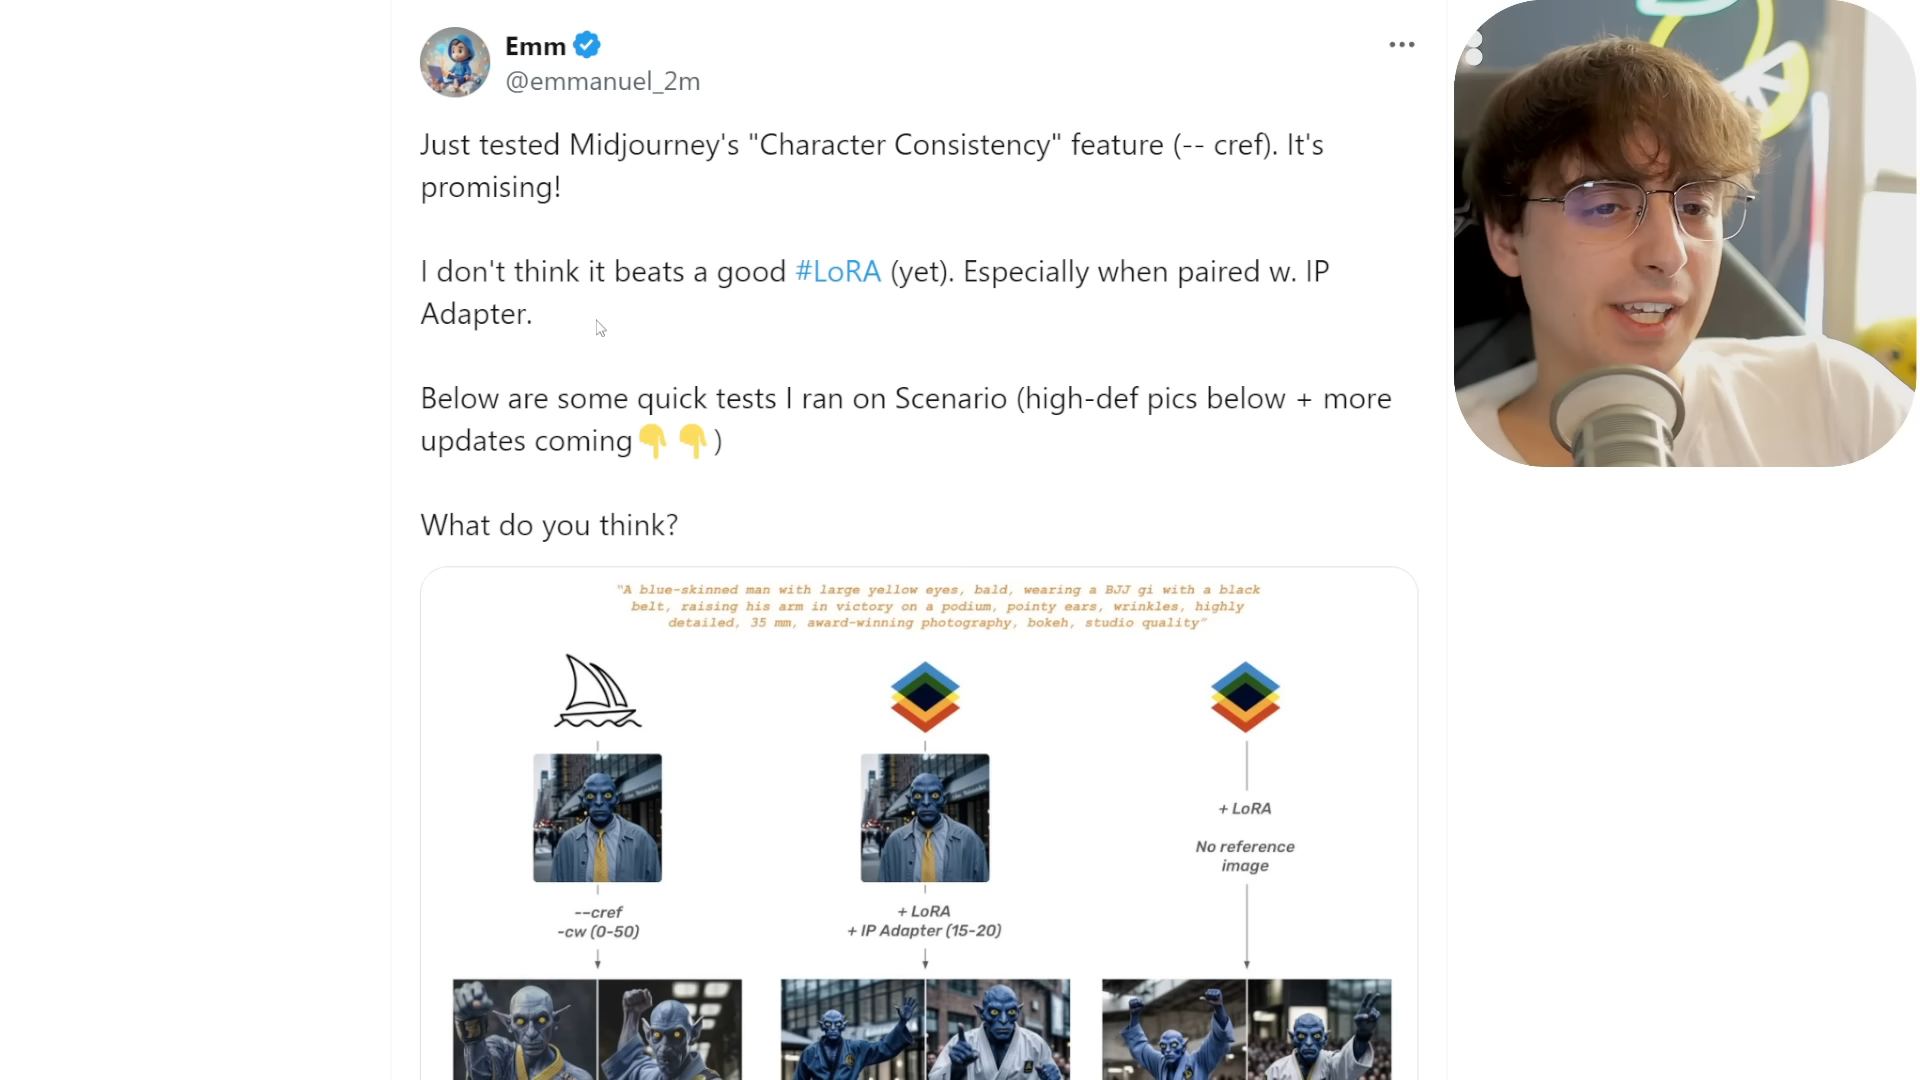 Emm
@emmanuel_2m
Just tested Midjourney's "Character Consistency" feature (-- cref). It's
promising!
I don't think it beats a good #LoRA (yet). Especially when paired w. IP
Adapter.
Below are some quick tests I ran on Scenario (high-def pics below + more
updates coming👇👇)
What do you think?
"A blue-skinned man with large yellow eyes, bald, wearing a BJJ gi with a black
belt, raising his arm in victory on a podium, pointy ears, wrinkles, highly
detailed, 35 mm, award-winning photography, bokeh, studio quality"
--cref
-cw (0-50)
+ LoRA
+ IP Adapter (15-20)
+ LoRA
No reference
image